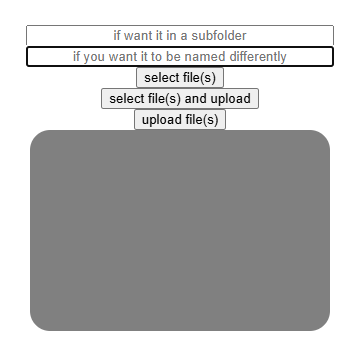 if want it in a subfolder
if you want it to be named differently
select file(s)
select file(s) and upload
upload file(s)